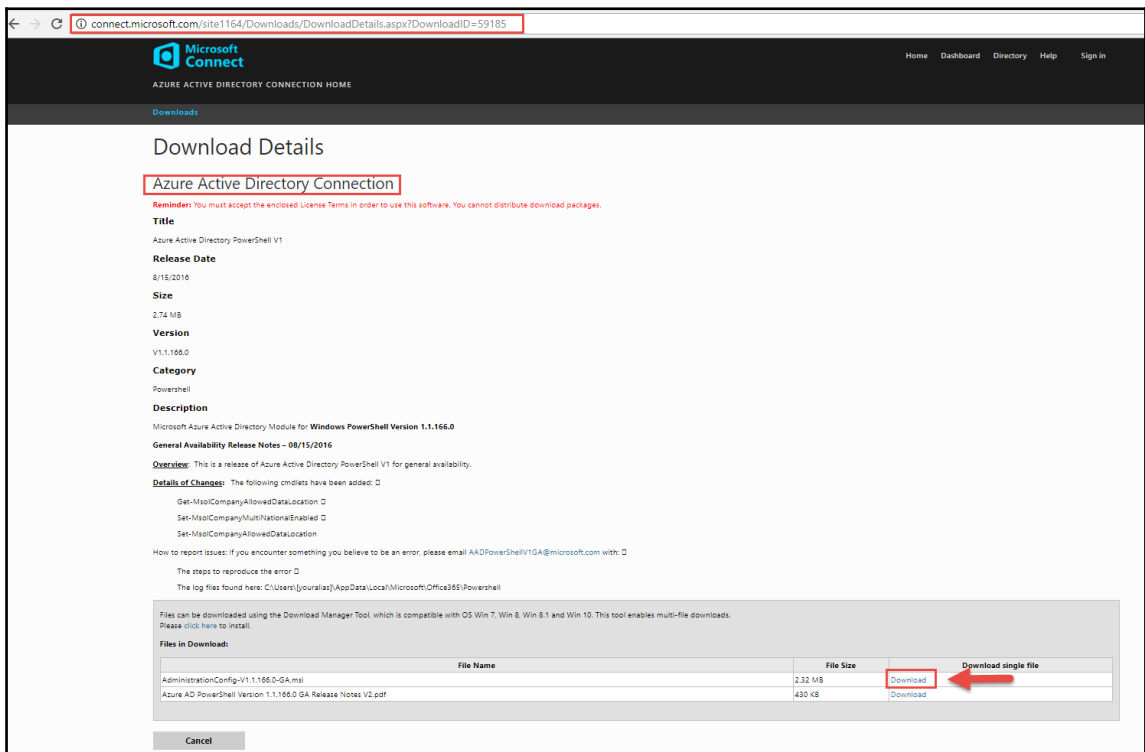 connect.microsoft.com/site1164/Downloads/DownloadDetails.aspx?DownloadID=59185
Microsoft
Connect
Home Dashboard Directory Help Sign in
AZURE ACTIVE DIRECTORY CONNECTION HOME
Downloads
Download Details
Azure Active Directory Connection
Reminder: You must accept the enclosed License Terms in order to use this software. You cannot distribute download packages.
Title
Azure Active Directory PowerShell V1
Release Date
8/15/2016
Size
2.74 MB
Version
V1.1.166.0
Category
Powershell
Description
Microsoft Azure Active Directory Module for Windows PowerShell Version 1.1.166.0
General Availability Release Notes – 08/15/2016
Overview: This is a release of Azure Active Directory PowerShell V1 for general availability.
Details of Changes: The following cmdlets have been added:
Get-MsolCompanyAllowedDataLocation
Set-MsolCompanyMultiNationalEnabled
Set-MsolCompanyAllowedDataLocation
How to report issues: If you encounter something you believe to be an error, please email AADPowerShellV1GA@microsoft.com with:
The steps to reproduce the error
The log files found here: C:\Users\[youralias]\AppData\Local\Microsoft\Office365\Powershell
Files can be downloaded using the Download Manager Tool, which is compatible with OS Win 7, Win 8, Win 8.1 and Win 10. This tool enables multi-file downloads.
Please click here to install.
Files in Download:
File Name File Size Download single file
AdministrationConfig-V1.1.166.0-GA.msi 2.32 MB Download
Azure AD PowerShell Version 1.1.166.0 GA Release Notes V2.pdf 430 KB Download
Cancel